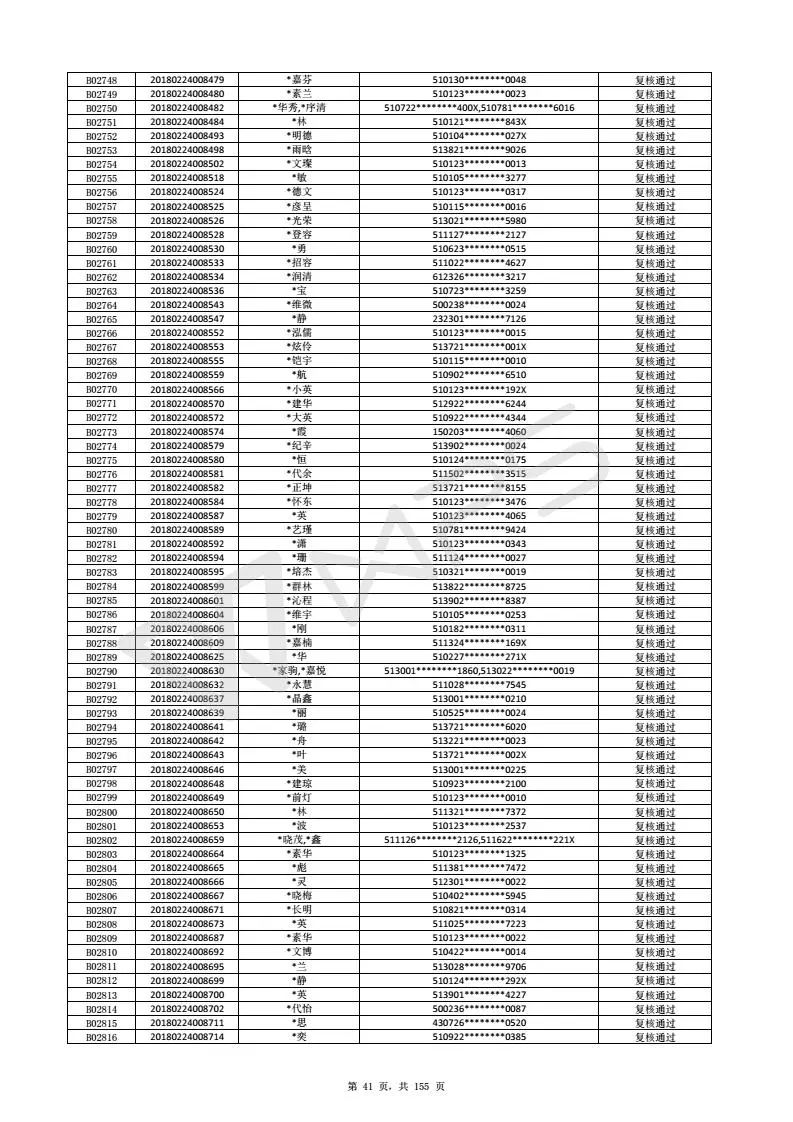 B02748 20180224008479 *嘉芬 510130********0048 复核通过
B02749 20180224008480 *素兰 510123********0023 复核通过
B02750 20180224008482 *华秀,*序清 510722********400X,510781********6016 复核通过
B02751 20180224008484 *林 510121********843X 复核通过
B02752 20180224008493 *明德 510104********027X 复核通过
B02753 20180224008498 *雨晗 513821********9026 复核通过
B02754 20180224008502 *文璨 510123********0013 复核通过
B02755 20180224008518 *敏 510105********3277 复核通过
B02756 20180224008524 *德文 510123********0317 复核通过
B02757 20180224008525 *彦呈 510115********0016 复核通过
B02758 20180224008526 *光荣 513021********5980 复核通过
B02759 20180224008528 *登容 511127********2127 复核通过
B02760 20180224008530 *勇 510623********0515 复核通过
B02761 20180224008533 *招容 511022********4627 复核通过
B02762 20180224008534 *润清 612326********3217 复核通过
B02763 20180224008536 *宝 510723********3259 复核通过
B02764 20180224008543 *维微 500238********0024 复核通过
B02765 20180224008547 *静 232301********7126 复核通过
B02766 20180224008552 *泓儒 510123********0015 复核通过
B02767 20180224008553 *炫伶 513721********001X 复核通过
B02768 20180224008555 *铠宇 510115********0010 复核通过
B02769 20180224008559 *航 510902********6510 复核通过
B02770 20180224008566 *小英 510123********192X 复核通过
B02771 20180224008570 *建华 512922********6244 复核通过
B02772 20180224008572 *大英 510922********4344 复核通过
B02773 20180224008574 *霞 150203********4060 复核通过
B02774 20180224008579 *纪辛 513902********0024 复核通过
B02775 20180224008580 *恒 510124********0175 复核通过
B02776 20180224008581 *代余 511502********3515 复核通过
B02777 20180224008582 *正坤 513721********8155 复核通过
B02778 20180224008584 *怀东 510123********3476 复核通过
B02779 20180224008587 *英 510123********4065 复核通过
B02780 20180224008589 *艺瑾 510781********9424 复核通过
B02781 20180224008592 *潇 510123********0343 复核通过
B02782 20180224008594 *珊 511124********0027 复核通过
B02783 20180224008595 *培杰 510321********0019 复核通过
B02784 20180224008599 *群林 513822********8725 复核通过
B02785 20180224008601 *沁程 513902********8387 复核通过
B02786 20180224008604 *维宇 510105********0253 复核通过
B02787 20180224008606 *刚 510182********0311 复核通过
B02788 20180224008609 *嘉楠 511324********169X 复核通过
B02789 20180224008625 *华 510227********271X 复核通过
B02790 20180224008630 *家驹,*嘉悦 513001********1860,513022********0019 复核通过
B02791 20180224008632 *永慧 511028********7545 复核通过
B02792 20180224008637 *晶鑫 513001********0210 复核通过
B02793 20180224008639 *丽 510525********0024 复核通过
B02794 20180224008641 *璐 513721********6020 复核通过
B02795 20180224008642 *舟 513221********0023 复核通过
B02796 20180224008643 *叶 513721********002X 复核通过
B02797 20180224008646 *美 513001********0225 复核通过
B02798 20180224008648 *建琼 510923********2100 复核通过
B02799 20180224008649 *前灯 510123********0010 复核通过
B02800 20180224008650 *林 511321********7372 复核通过
B02801 20180224008653 *波 510123********2537 复核通过
B02802 20180224008659 *晓茂,*鑫 511126********2126,511622********221X 复核通过
B02803 20180224008664 *素华 510123********1325 复核通过
B02804 20180224008665 *彪 511381********7472 复核通过
B02805 20180224008666 *灵 512301********0022 复核通过
B02806 20180224008667 *晓梅 510402********5945 复核通过
B02807 20180224008671 *长明 510821********0314 复核通过
B02808 20180224008673 *英 511025********7223 复核通过
B02809 20180224008687 *素华 510123********0022 复核通过
B02810 20180224008692 *文博 510422********0014 复核通过
B02811 20180224008695 *兰 513028********9706 复核通过
B02812 20180224008699 *静 510124********292X 复核通过
B02813 20180224008700 *英 513901********4227 复核通过
B02814 20180224008702 *代怡 500236********0087 复核通过
B02815 20180224008711 *思 430726********0520 复核通过
B02816 20180224008714 *奕 510922********0385 复核通过
WPS
第 41 页，共 155 页